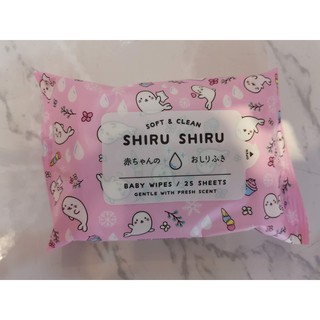 SOFT & CLEAN
SHIRU SHIRU
赤ちゃんの おしりふき
BABY WIPES / 25 SHEETS
GENTLE WITH FRESH SCENT